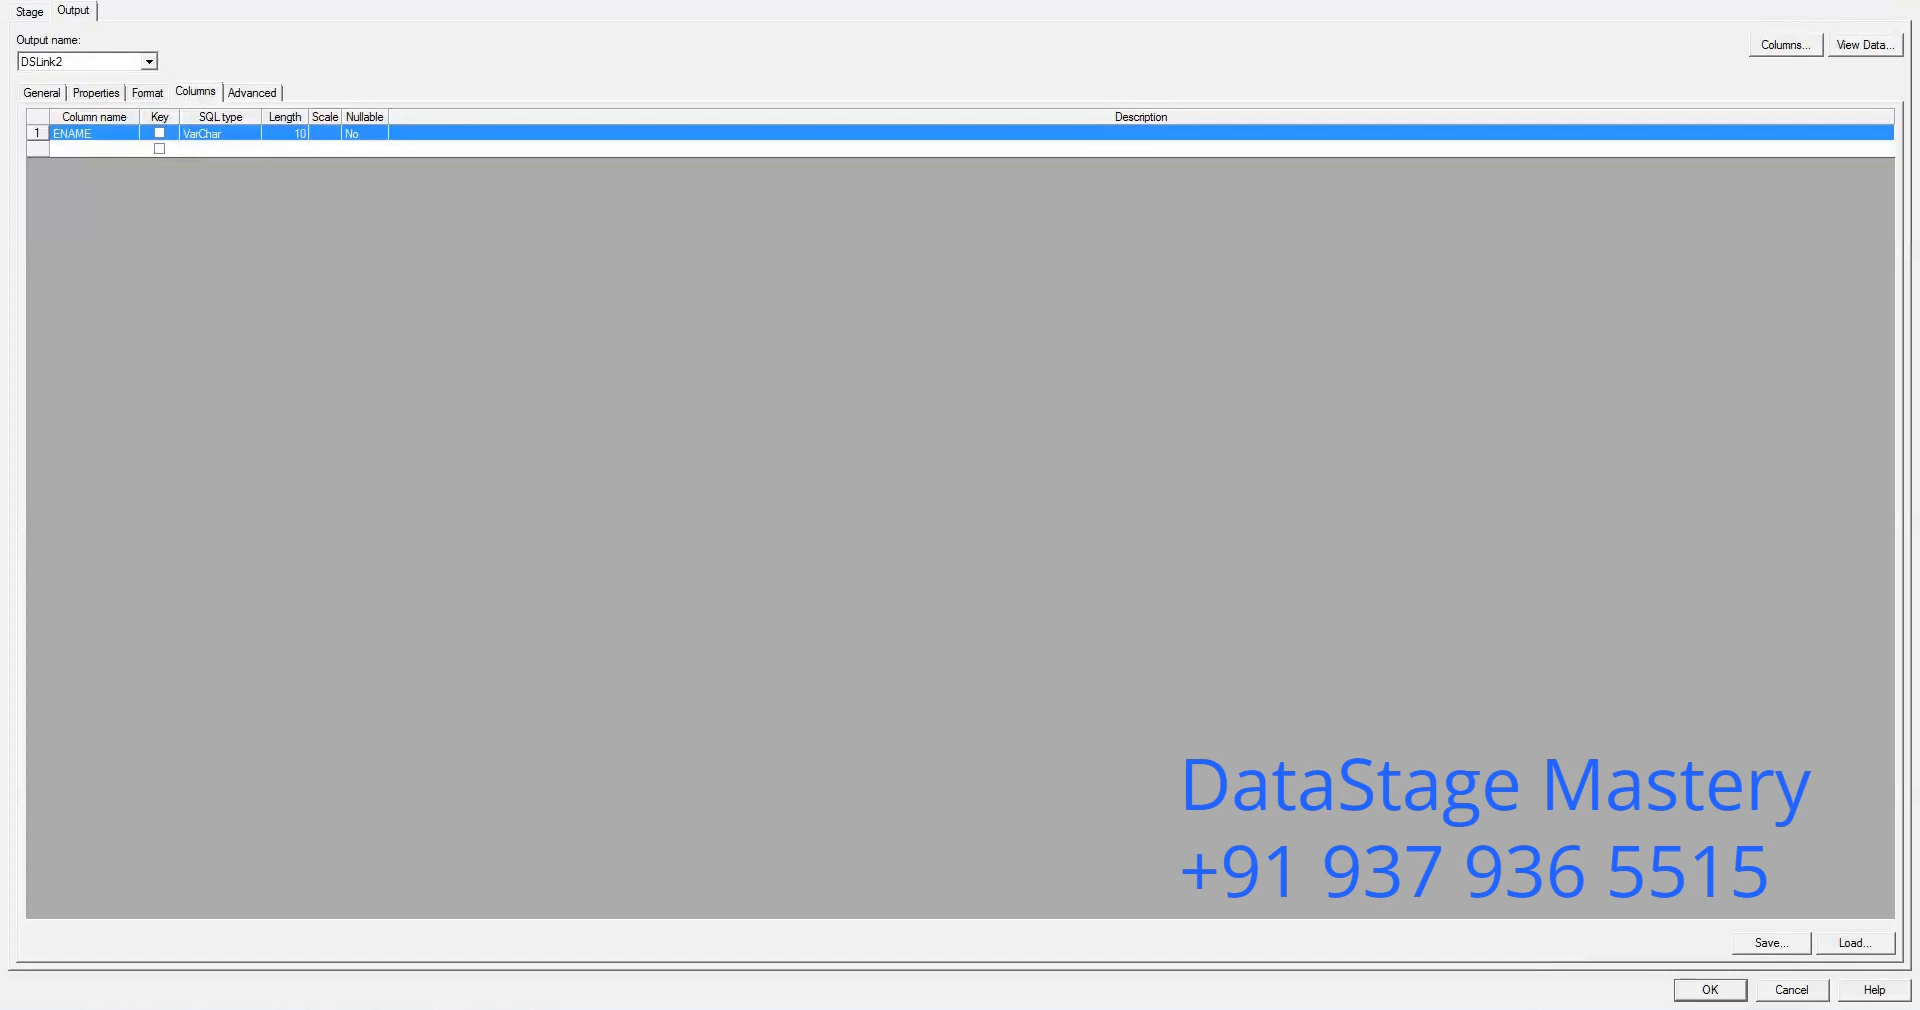 Stage Output
Output name:
DSLink2
Columns... View Data...
General Properties Format Columns Advanced
Column name Key SQL type Length Scale Nullable Description
1 ENAME VarChar 10 No
DataStage Mastery
+91 937 936 5515
Save... Load...
OK Cancel Help